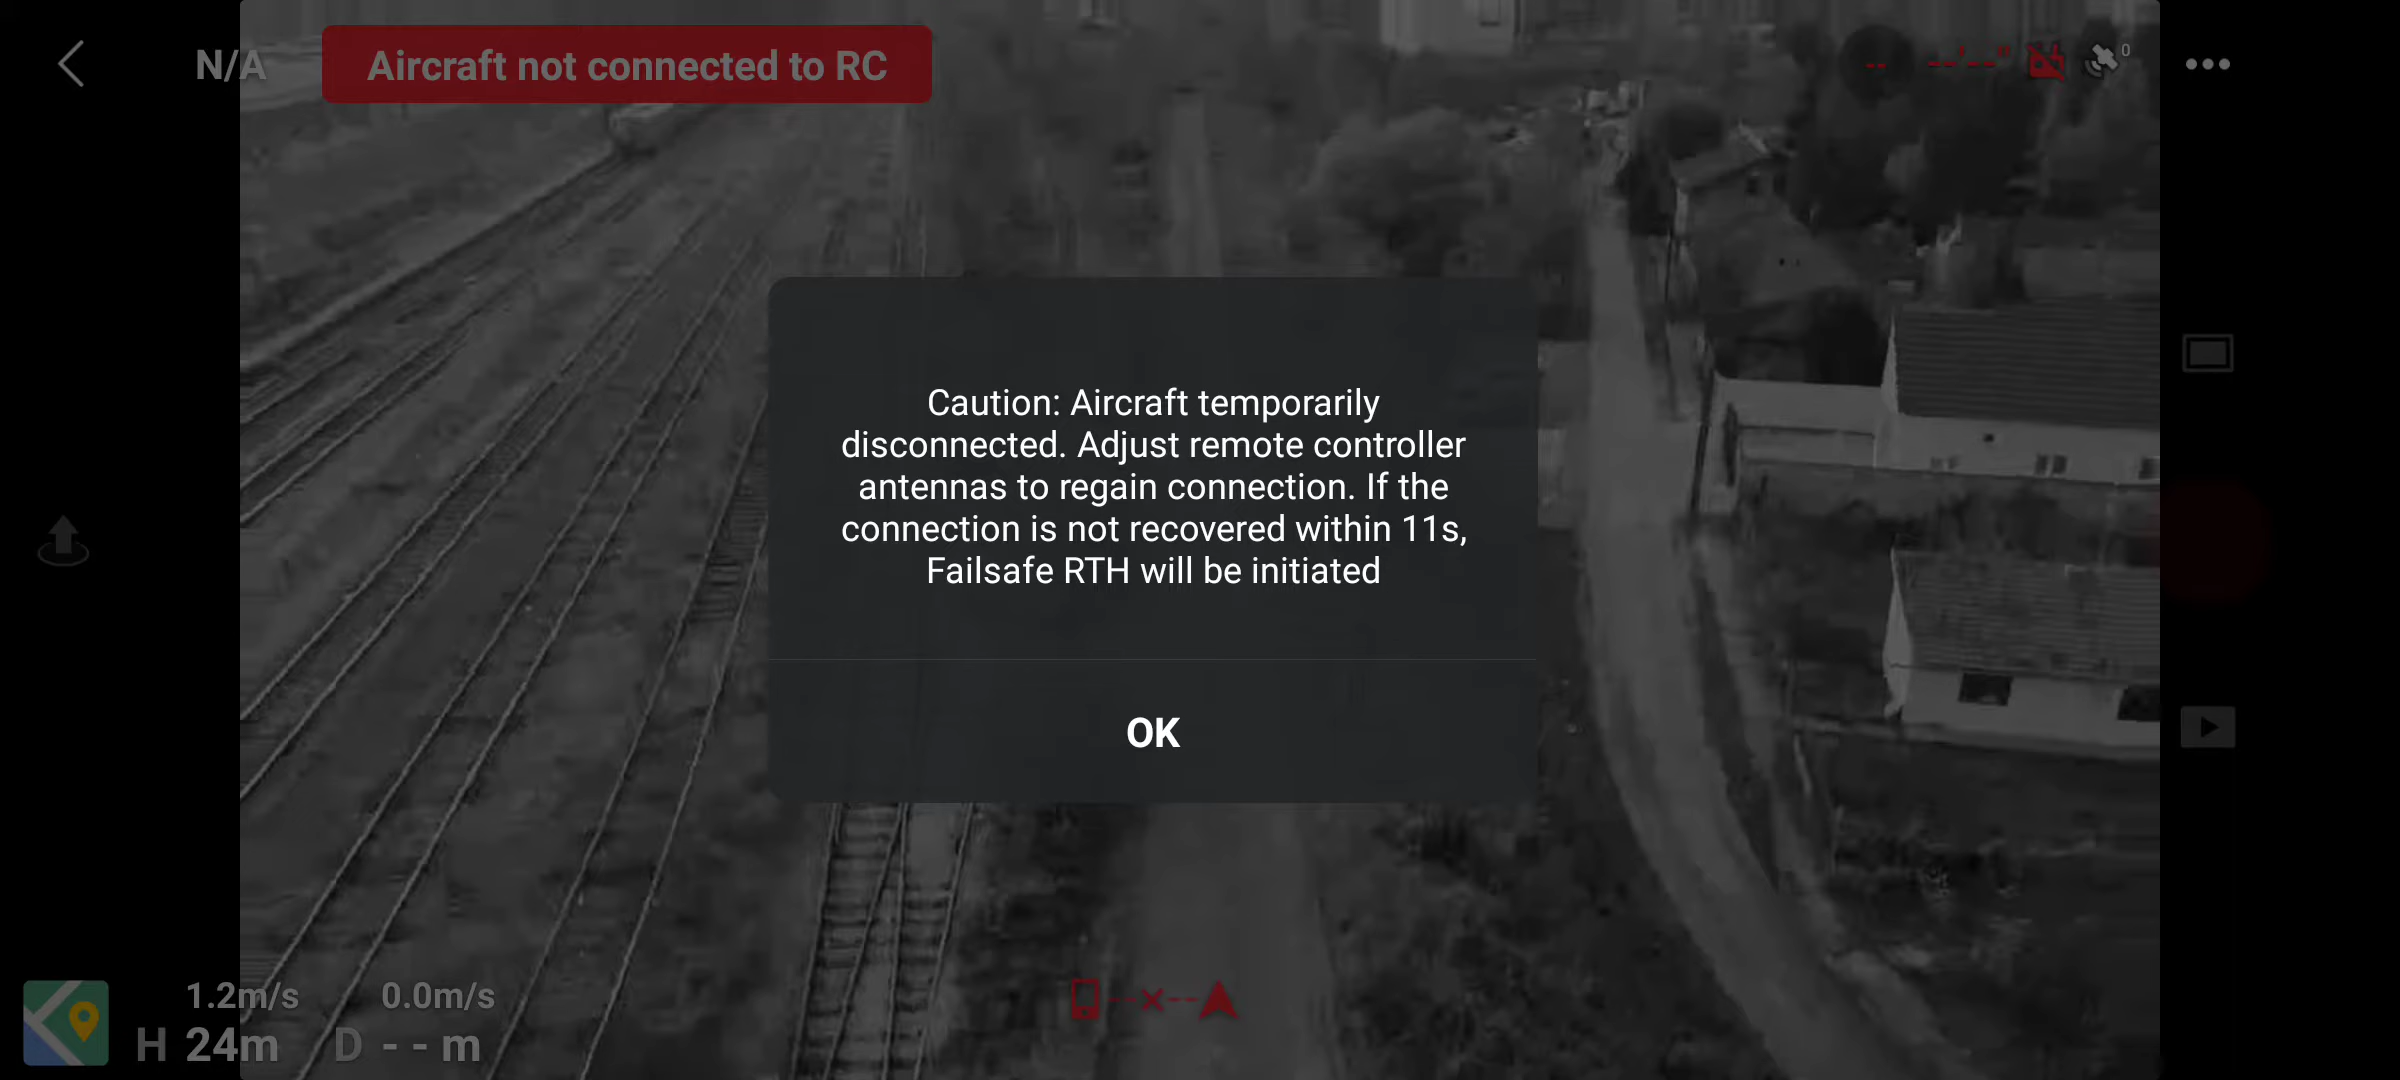 N/A
Aircraft not connected to RC
--
--'--"
0
Caution: Aircraft temporarily
disconnected. Adjust remote controller
antennas to regain connection. If the
connection is not recovered within 11s,
Failsafe RTH will be initiated
OK
1.2m/s 0.0m/s
H 24m D - - m